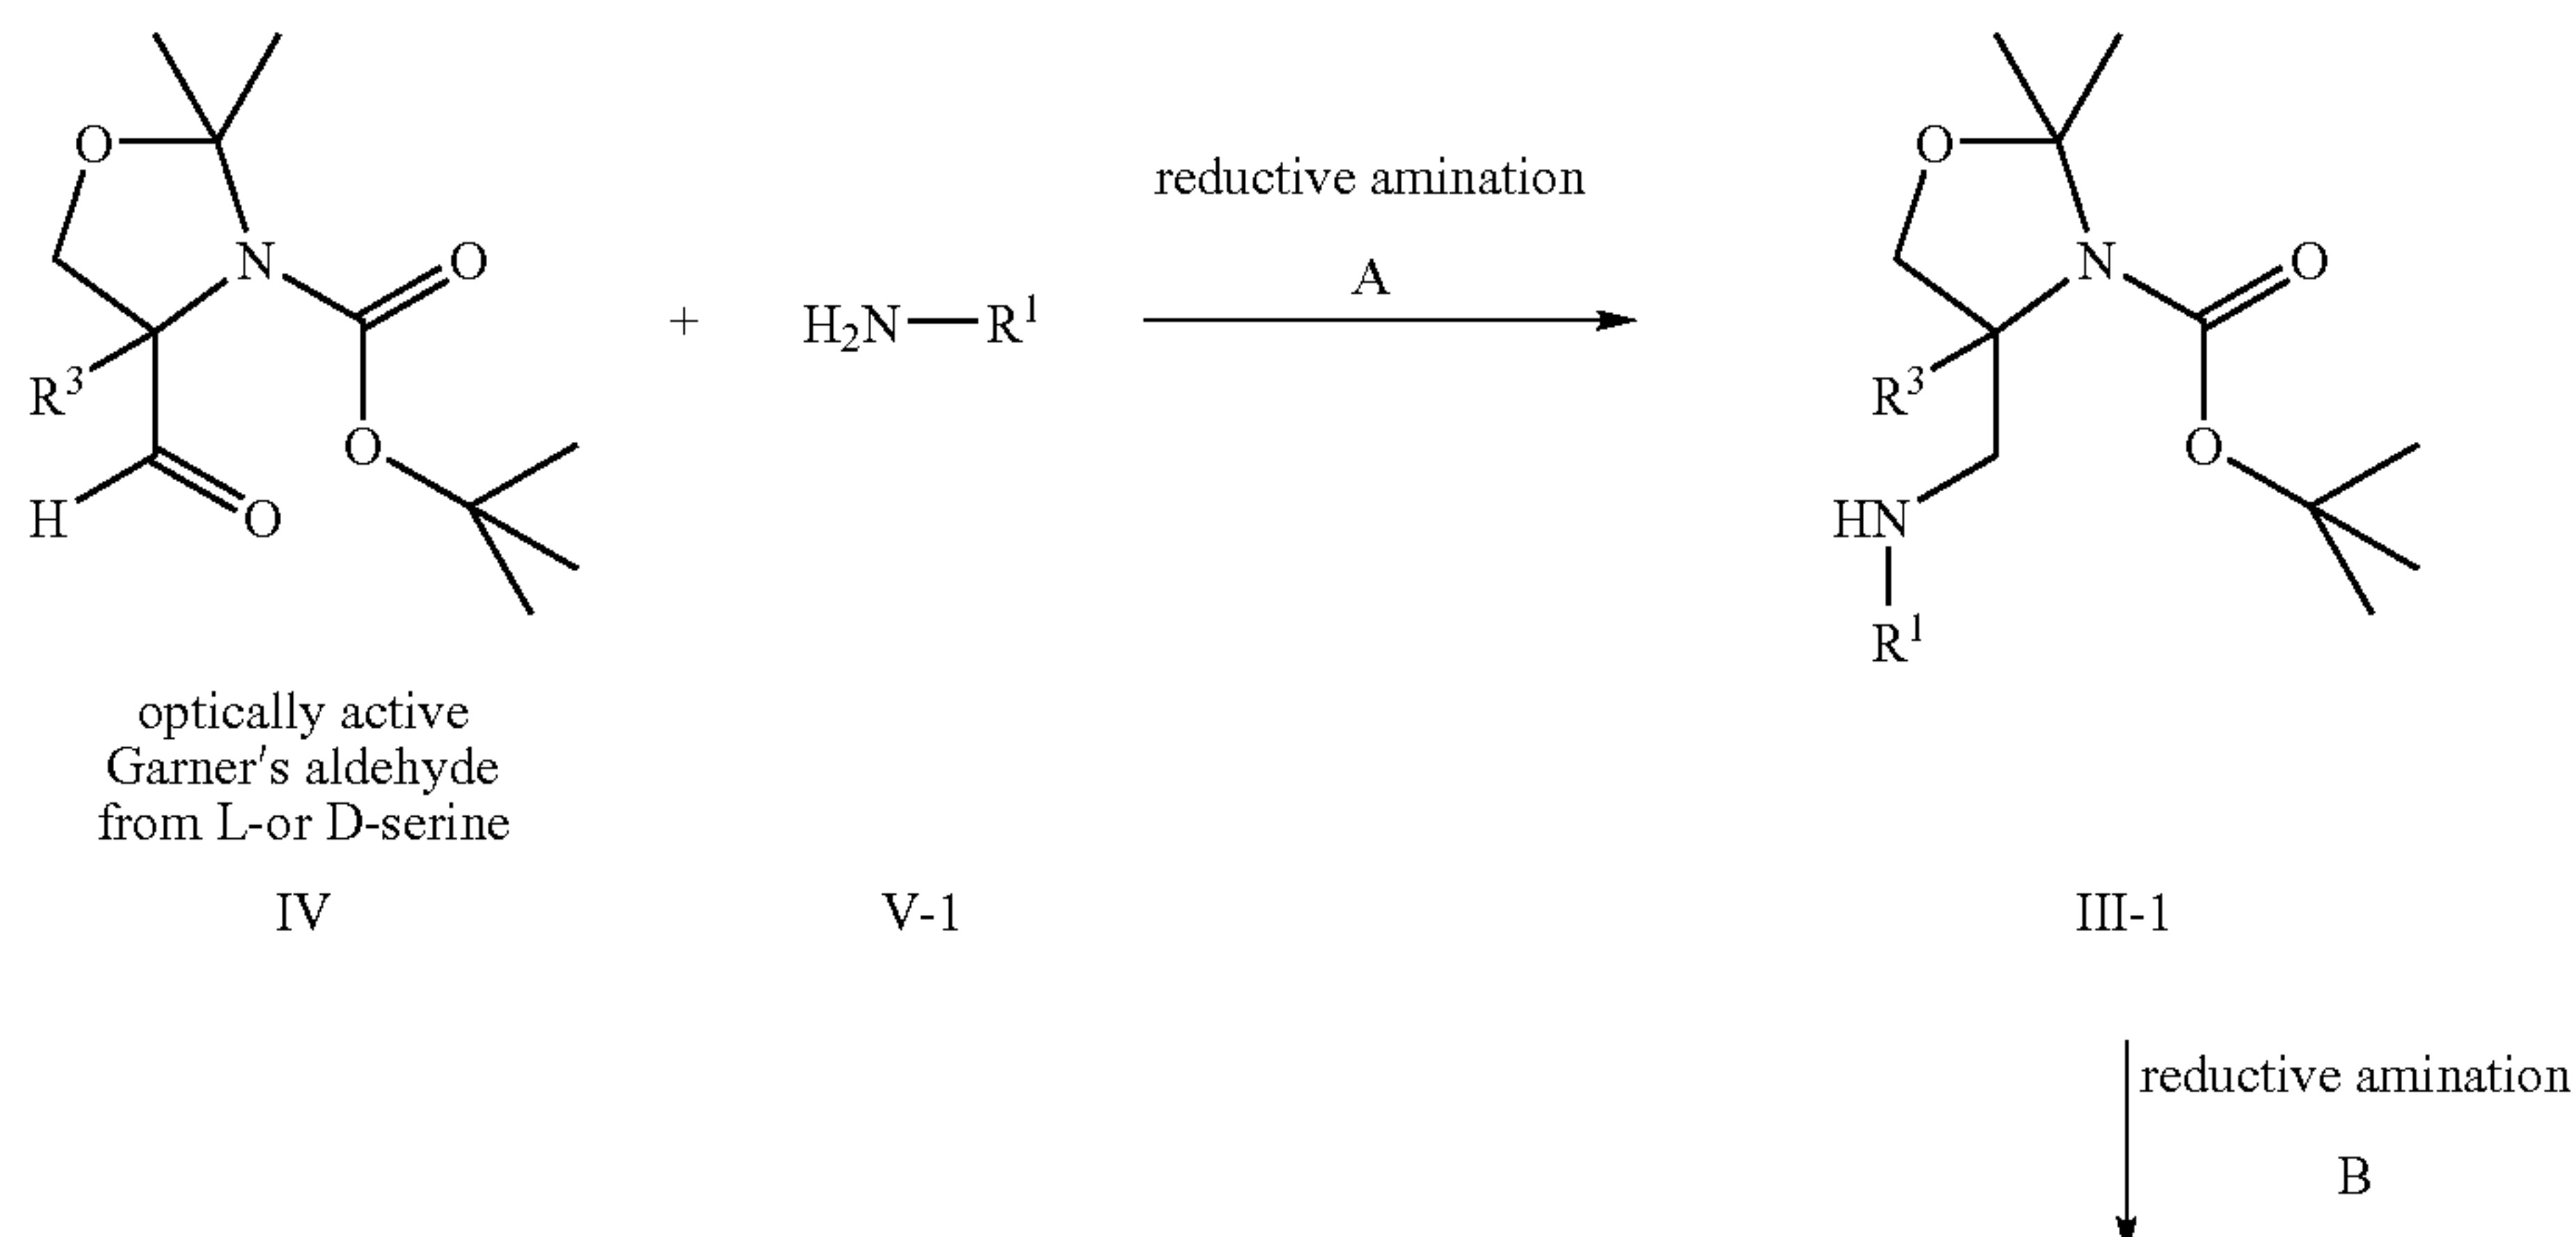 O
N
O
R³
O
H
O
+
H₂N—R¹
reductive amination
A
O
N
O
R³
O
HN
R¹
optically active
Garner's aldehyde
from L-or D-serine
IV
V-1
III-1
reductive amination
B